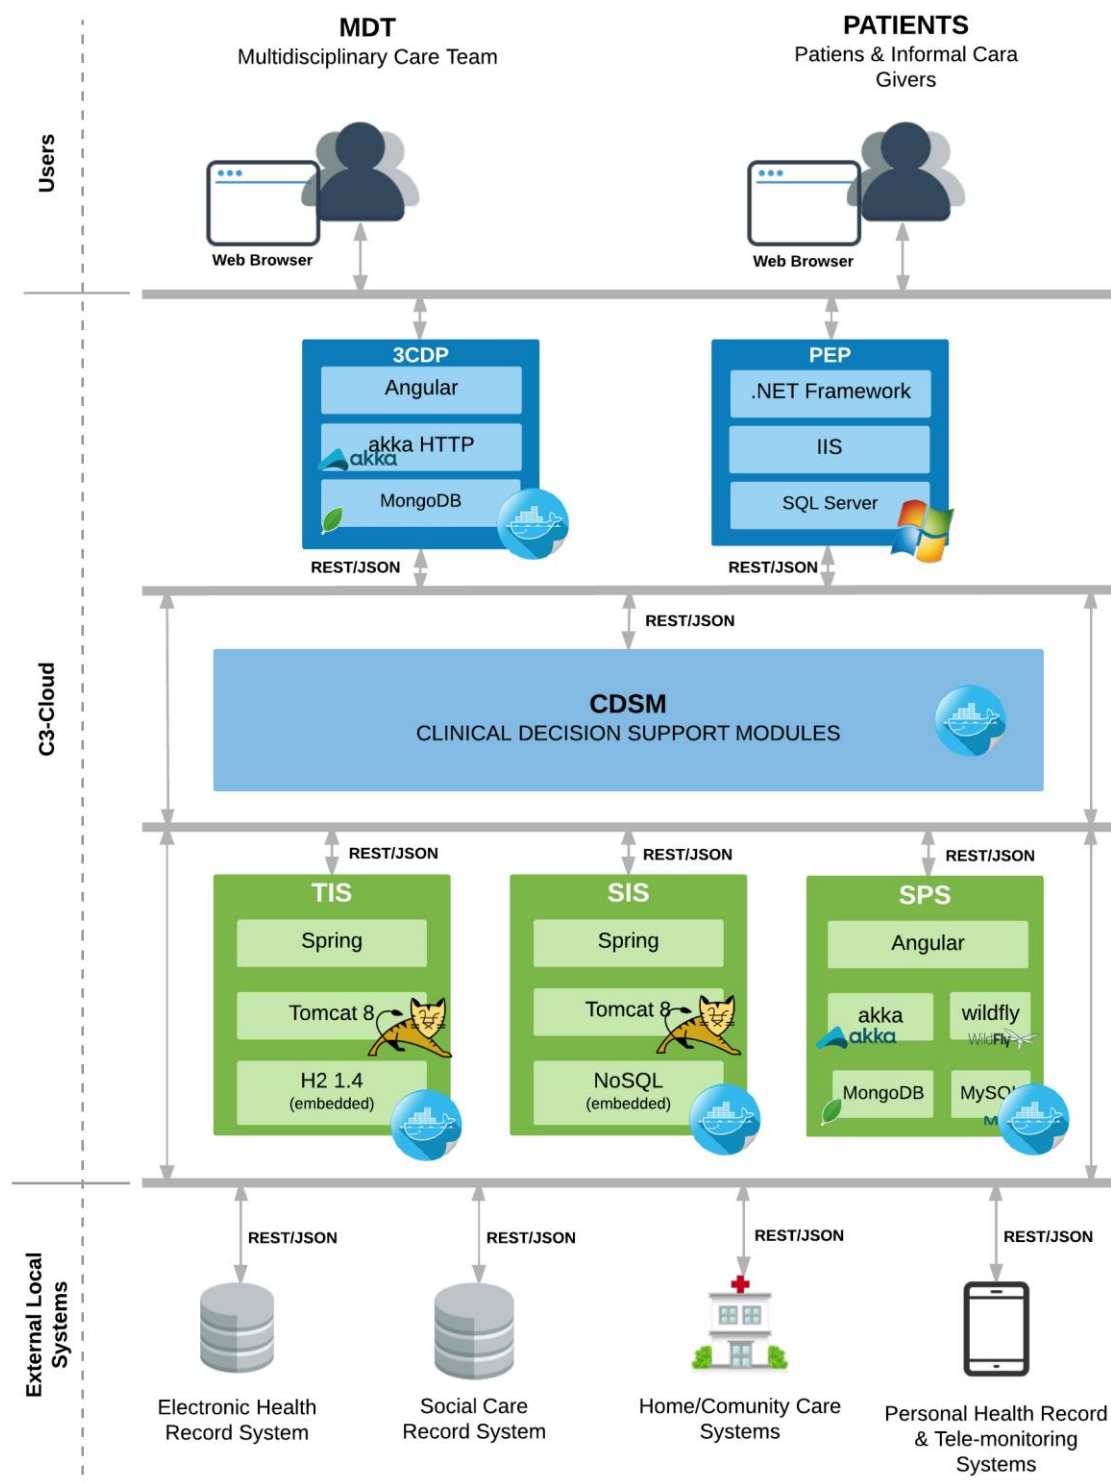 MDT
Multidisciplinary Care Team
PATIENTS
Patiens & Informal Cara
Givers
Users
Web Browser
Web Browser
3CDP
Angular
akka HTTP
akka
MongoDB
REST/JSON
PEP
.NET Framework
IIS
SQL Server
REST/JSON
C3-Cloud
REST/JSON
CDSM
CLINICAL DECISION SUPPORT MODULES
REST/JSON
REST/JSON
REST/JSON
TIS
Spring
Tomcat 8
H2 1.4
(embedded)
SIS
Spring
Tomcat 8
NoSQL
(embedded)
SPS
Angular
akka
akka
wildfly
WildFly
MongoDB
External Local
Systems
REST/JSON
REST/JSON
REST/JSON
REST/JSON
Electronic Health
Record System
Social Care
Record System
Home/Comunity Care
Systems
Personal Health Record
& Tele-monitoring
Systems